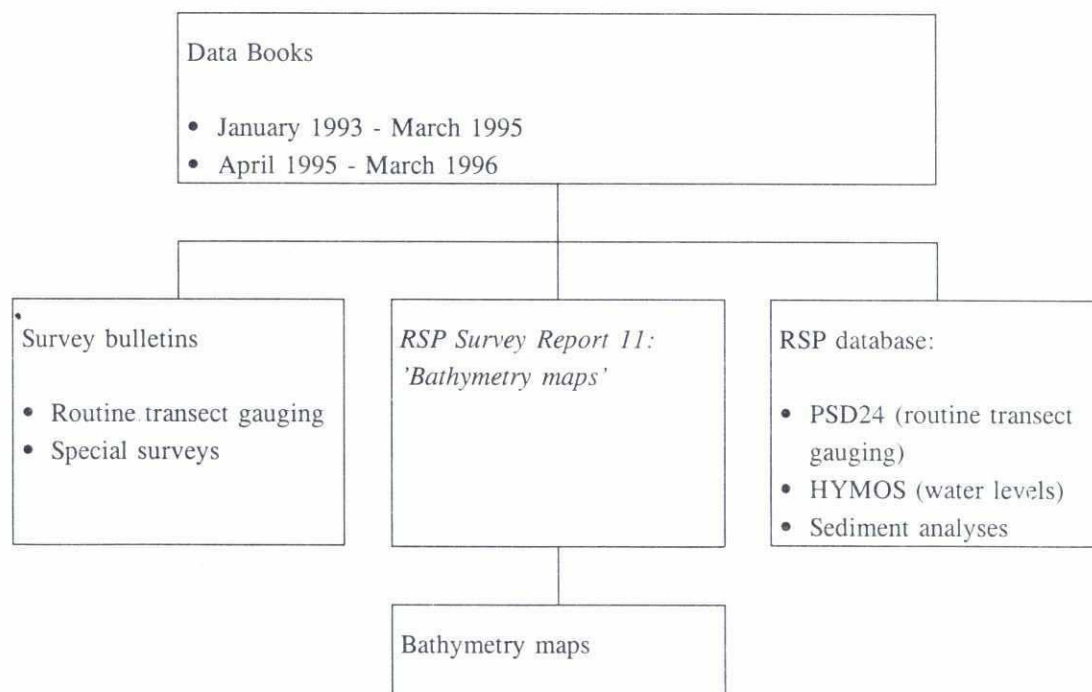 Data Books
• January 1993 - March 1995
• April 1995 - March 1996
Survey bulletins
• Routine transect gauging
• Special surveys
RSP Survey Report 11:
'Bathymetry maps'
RSP database:
• PSD24 (routine transect
gauging)
• HYMOS (water levels)
• Sediment analyses
Bathymetry maps